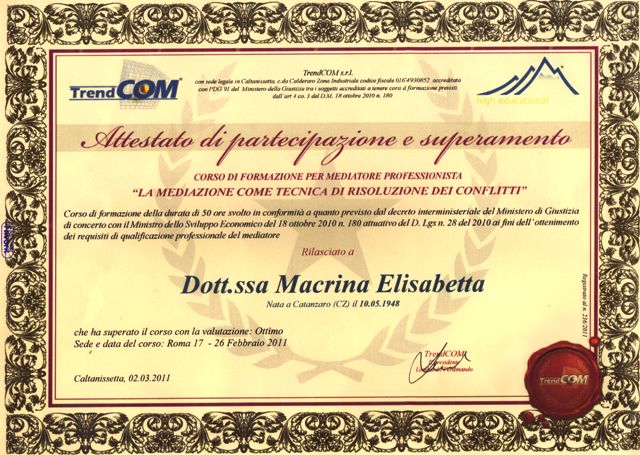 TrendCOM®
TrendCOM s.r.l.
con sede legale in Caltanissetta, c.da Calderaro Zona Industriale codice fiscale 01674930852 accreditata
con PDG 91 del Ministero della Giustizia tra i soggetti accreditati a tenere corsi di formazione previsti
dall'art 4 co. 3 del D.M. 18 ottobre 2010 n. 180
high-educational
Attestato di partecipazione e superamento
CORSO DI FORMAZIONE PER MEDIATORE PROFESSIONISTA
“LA MEDIAZIONE COME TECNICA DI RISOLUZIONE DEI CONFLITTI”
Corso di formazione della durata di 50 ore svolto in conformità a quanto previsto dal decreto interministeriale del Ministero di Giustizia
di concerto con il Ministro dello Sviluppo Economico del 18 ottobre 2010 n. 180 attuativo del D. Lgs n. 28 del 2010 ai fini dell'ottenimento
dei requisiti di qualificazione professionale del mediatore
Rilasciato a
Dott.ssa Macrina Elisabetta
Nata a Catanzaro (CZ) il 10.05.1948
che ha superato il corso con la valutazione: Ottimo
Sede e data del corso: Roma 17 - 26 Febbraio 2011
Caltanissetta, 02.03.2011
TrendCOM
Registrato al n. 216/2011
TrendCOM